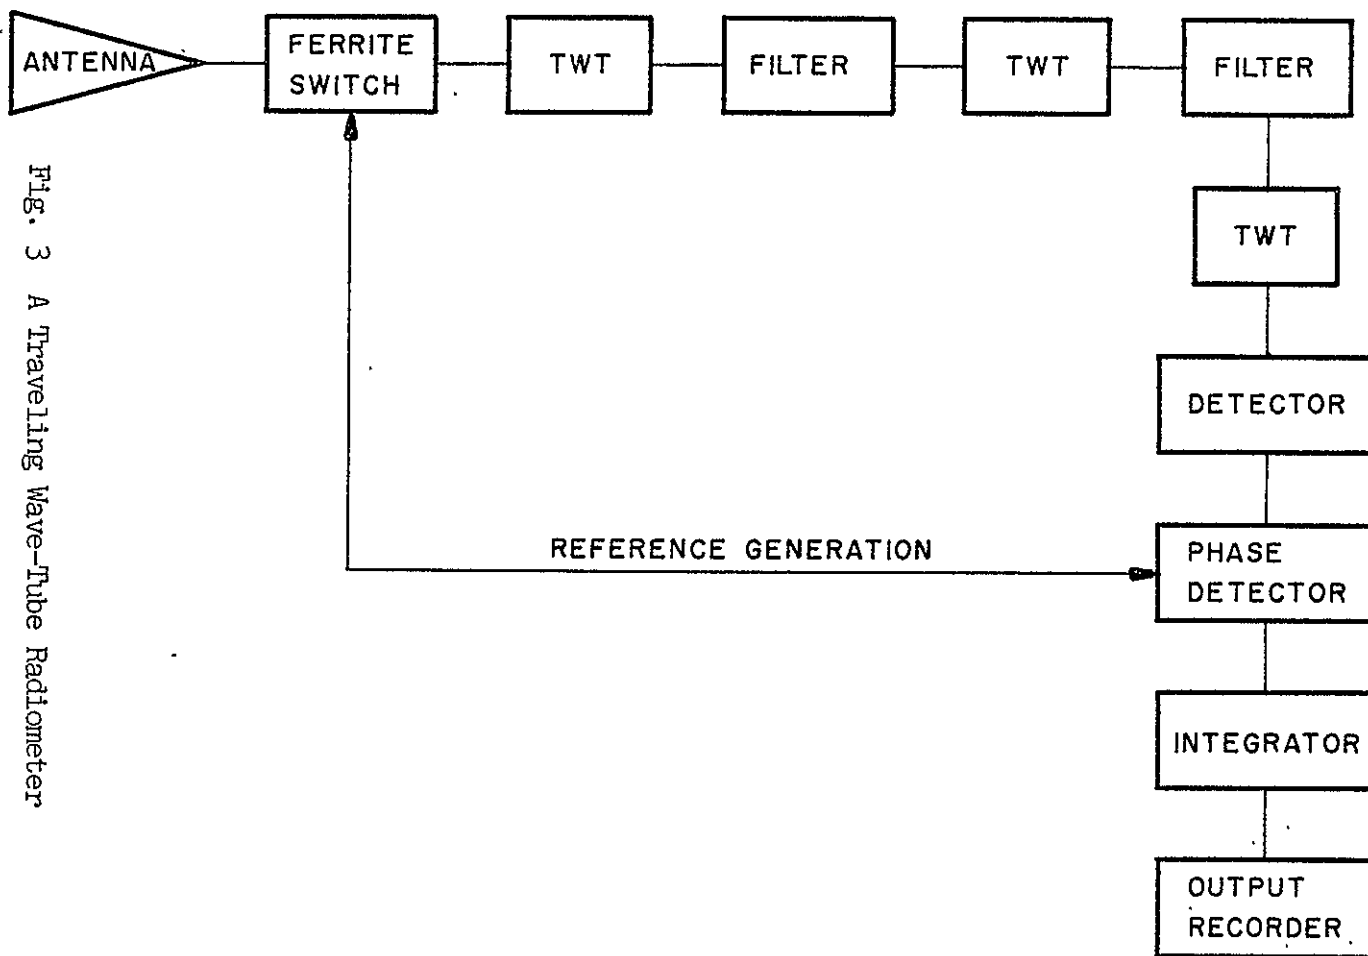 ANTENNA
FERRITE
SWITCH
TWT
FILTER
TWT
FILTER
TWT
DETECTOR
REFERENCE GENERATION
PHASE
DETECTOR
INTEGRATOR
OUTPUT
RECORDER
Fig. 3 A Traveling Wave-Tube Radiometer